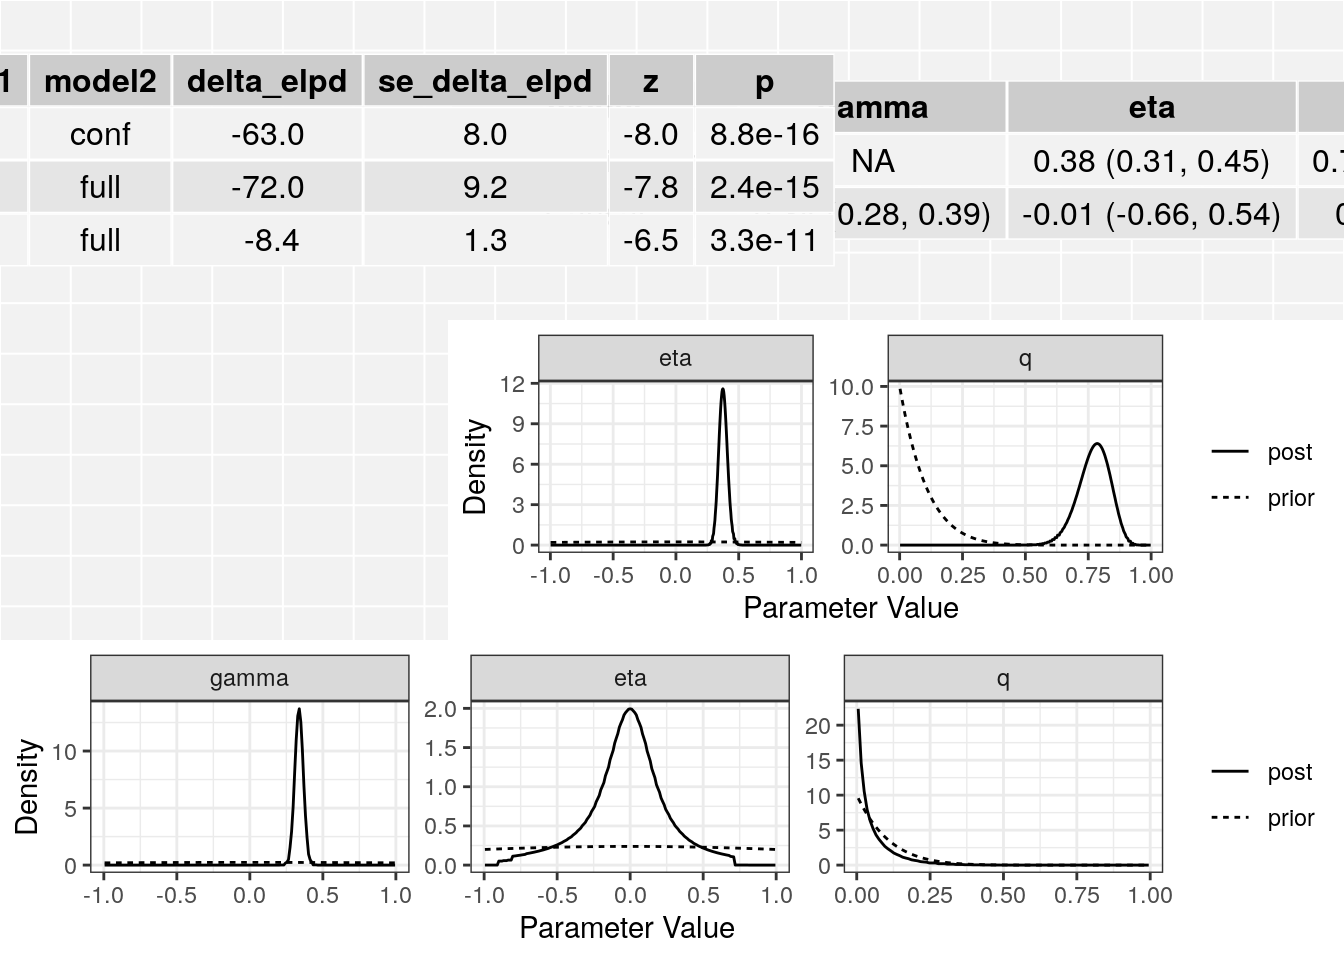 1 model2 delta_elpd se_delta_elpd z p
conf -63.0 8.0 -8.0 8.8e-16
full -72.0 9.2 -7.8 2.4e-15
full -8.4 1.3 -6.5 3.3e-11
amma eta
NA 0.38 (0.31, 0.45) 0.
0.28, 0.39) -0.01 (-0.66, 0.54)
eta q
12 10.0
9 7.5
6 5.0
3 2.5
0 0.0
Density
-1.0 -0.5 0.0 0.5 1.0 0.00 0.25 0.50 0.75 1.00
Parameter Value
post
prior
gamma eta q
10
5
0
2.0
1.5
1.0
0.5
0.0
20
15
10
5
0
Density
-1.0 -0.5 0.0 0.5 1.0 -1.0 -0.5 0.0 0.5 1.0 0.00 0.25 0.50 0.75 1.00
Parameter Value
post
prior